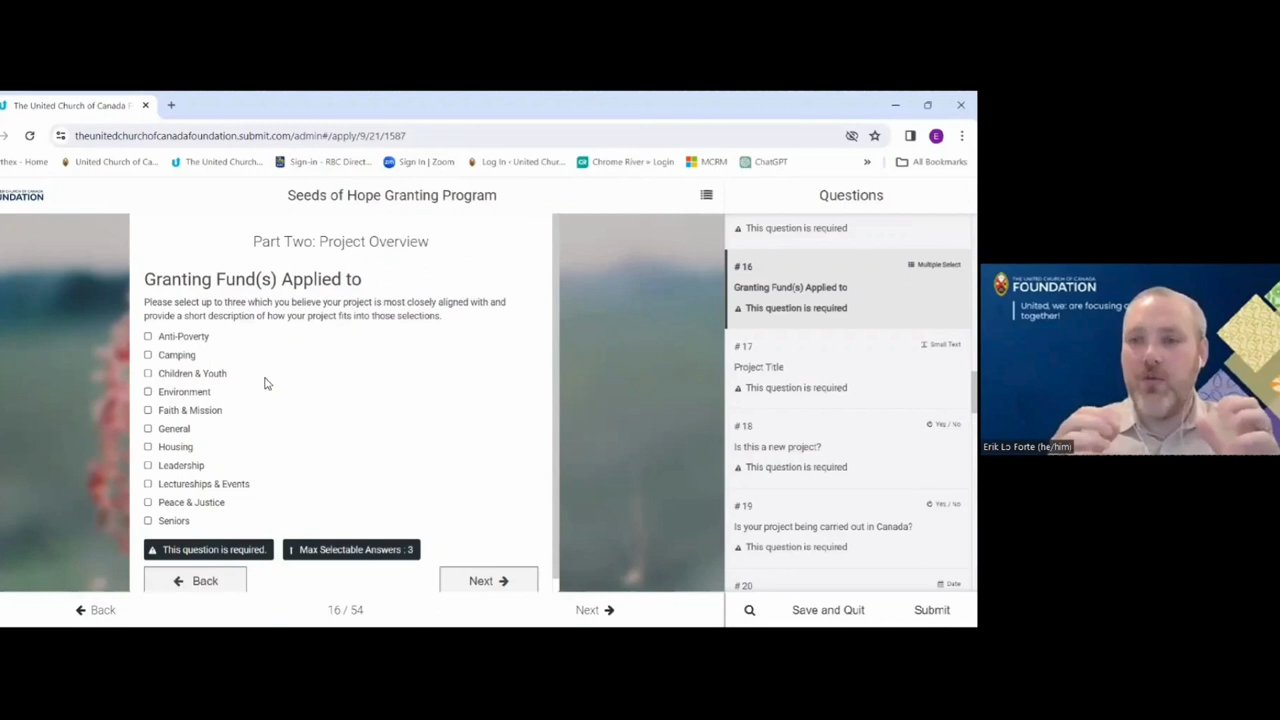 The United Church of Canada F
theunitedchurchofcanadafoundation.submit.com/admin#/apply/9/21/1587
E
rthex - Home
United Church of Ca...
The United Church...
Sign-in - RBC Direct...
Sign In | Zoom
Log In ‹ United Chur...
Chrome River » Login
MCRM
ChatGPT
»
All Bookmarks
UNDATION
Seeds of Hope Granting Program
Questions
Part Two: Project Overview
Granting Fund(s) Applied to
Please select up to three which you believe your project is most closely aligned with and
provide a short description of how your project fits into those selections.
Anti-Poverty
Camping
Children & Youth
Environment
Faith & Mission
General
Housing
Leadership
Lectureships & Events
Peace & Justice
Seniors
This question is required.
Max Selectable Answers : 3
Back
Next
Back
16 / 54
Next
This question is required
# 16
Multiple Select
Granting Fund(s) Applied to
This question is required
# 17
Small Text
Project Title
This question is required
# 18
Yes / No
Is this a new project?
This question is required
# 19
Yes / No
Is your project being carried out in Canada?
This question is required
# 20
Date
Save and Quit
Submit
THE UNITED CHURCH OF CANADA
FOUNDATION
United, we: are focusing
together!
Erik Lo Forte (he/him)